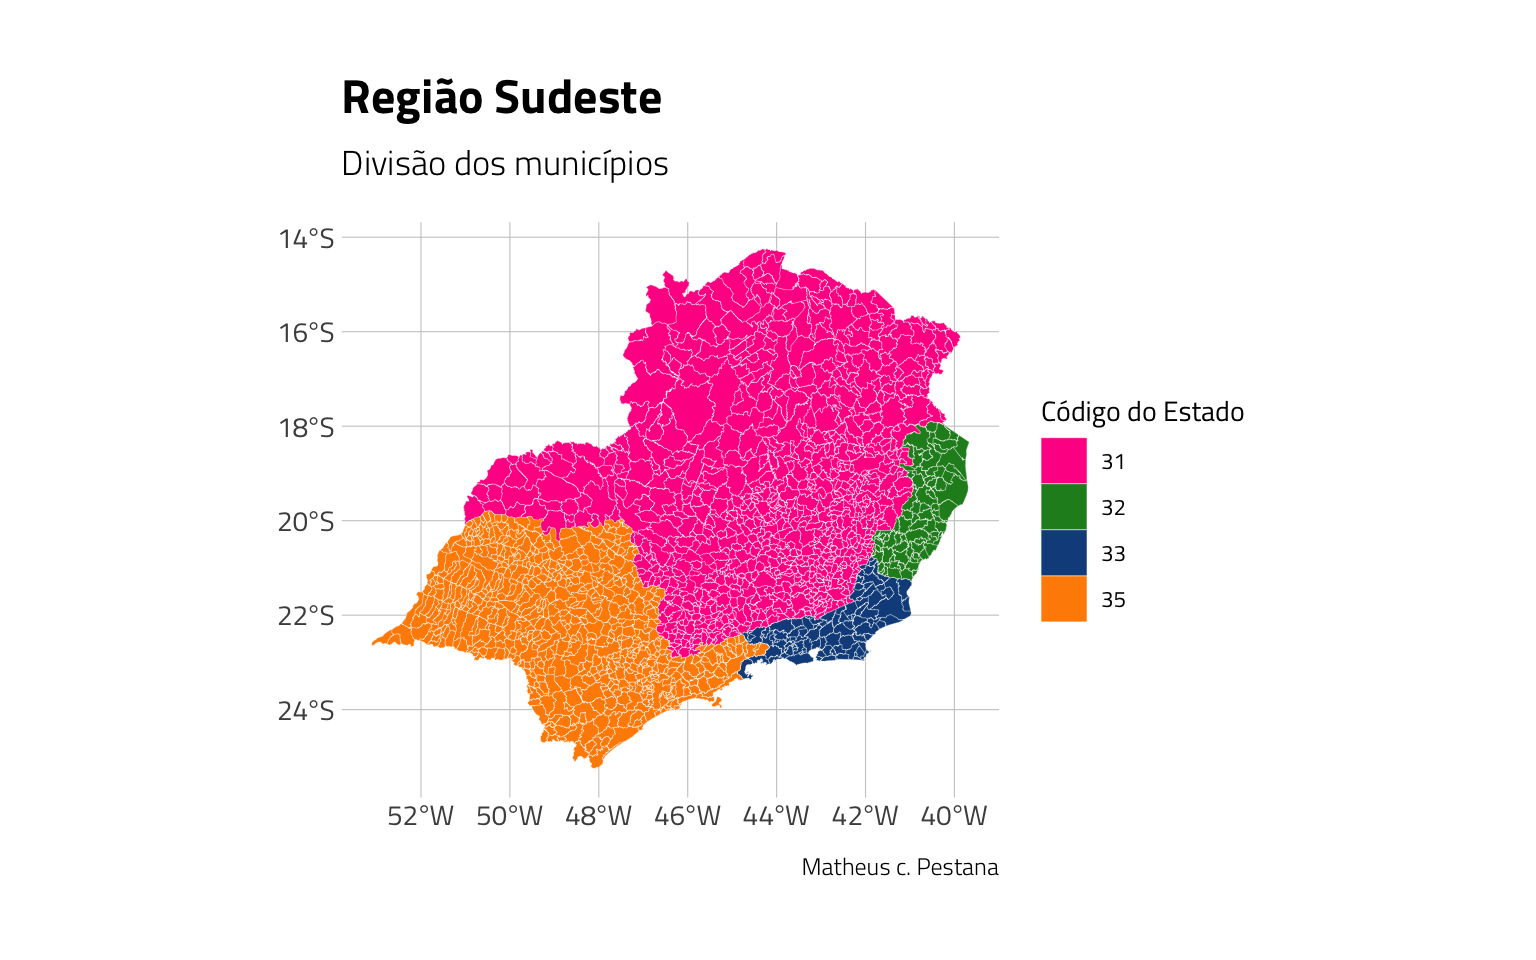 Região Sudeste
Divisão dos municípios
14°S
16°S
18°S
20°S
22°S
24°S
52°W 50°W 48°W 46°W 44°W 42°W 40°W
Código do Estado
31
32
33
35
Matheus c. Pestana